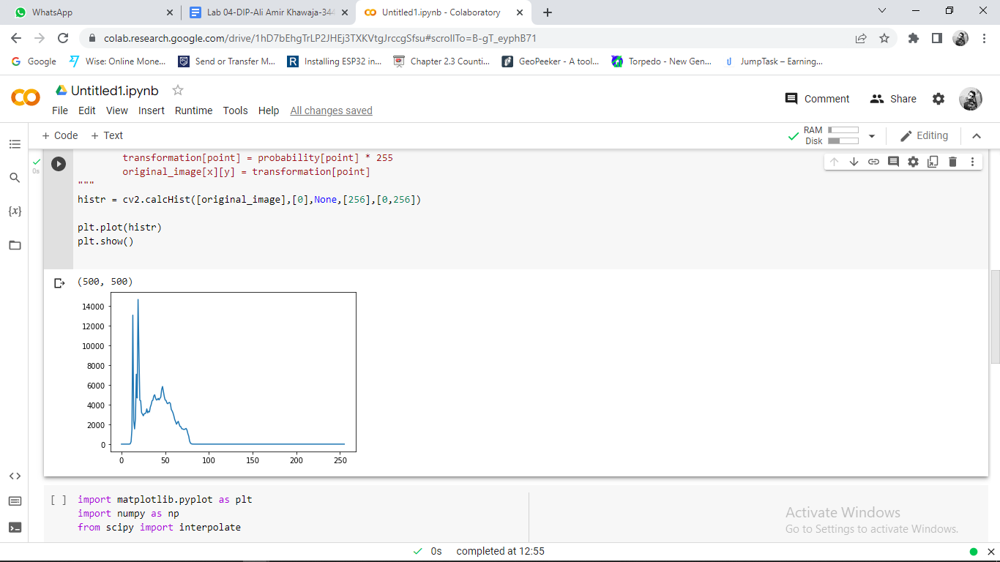 WhatsApp
Lab 04-DIP-Ali Amir Khawaja-344
Untitled1.ipynb - Colaboratory
colab.research.google.com/drive/1hD7bEhgTrLP2JHEj3TXKVtgJrccgSfsu#scrollTo=B-gT_eyphB71
Google
Wise: Online Mone...
Send or Transfer M...
R Installing ESP32 in...
Chapter 2.3 Counti...
GeoPeeker - A tool...
Torpedo - New Gen...
JumpTask – Earning...
Untitled1.ipynb
File Edit View Insert Runtime Tools Help All changes saved
Comment
Share
+ Code + Text
RAM
Disk
Editing
0s
transformation[point] = probability[point] * 255
original_image[x][y] = transformation[point]
"""
histr = cv2.calcHist([original_image],[0],None,[256],[0,256])
plt.plot(histr)
plt.show()
(500, 500)
14000
12000
10000
8000
6000
4000
2000
0
0 50 100 150 200 250
[ ] import matplotlib.pyplot as plt
import numpy as np
from scipy import interpolate
{x}
Activate Windows
Go to Settings to activate Windows.
0s completed at 12:55